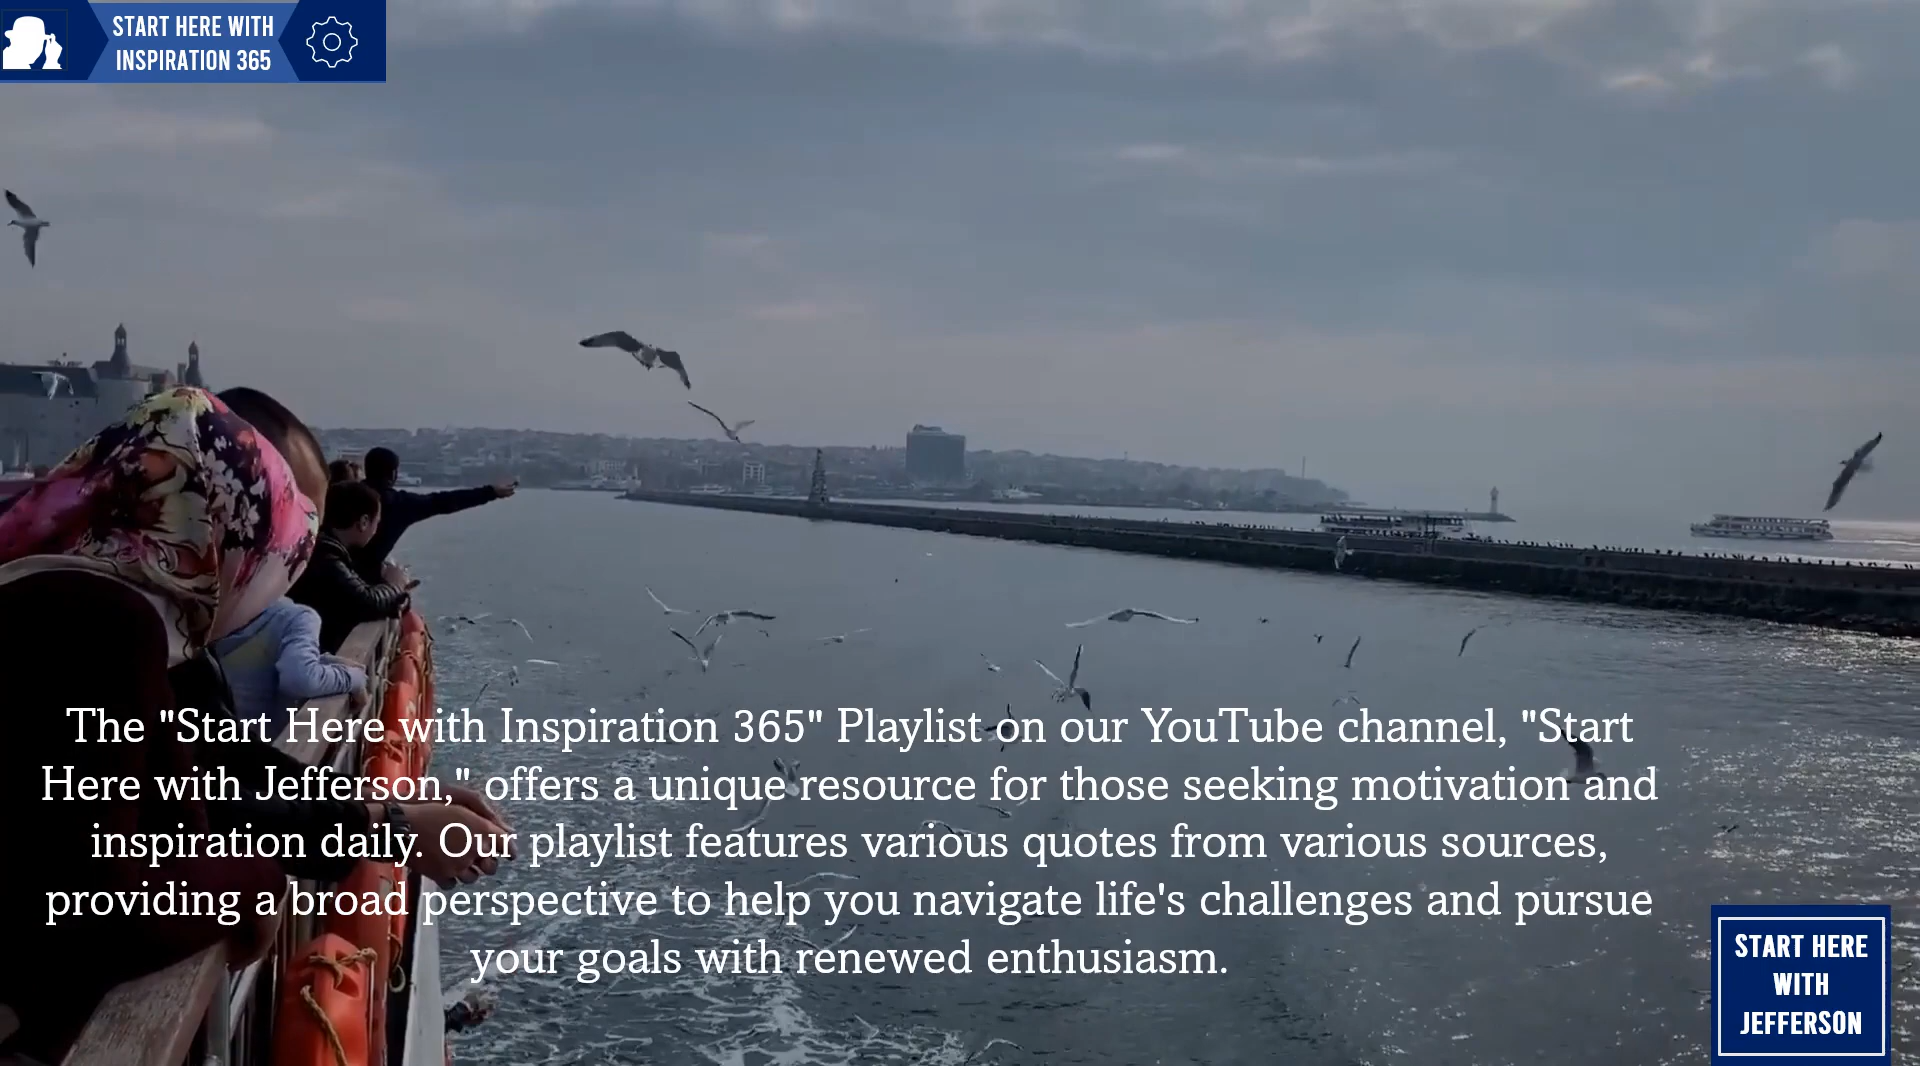 START HERE WITH
INSPIRATION 365
The "Start Here with Inspiration 365" Playlist on our YouTube channel, "Start
Here with Jefferson," offers a unique resource for those seeking motivation and
inspiration daily. Our playlist features various quotes from various sources,
providing a broad perspective to help you navigate life's challenges and pursue
your goals with renewed enthusiasm.
START HERE
WITH
JEFFERSON